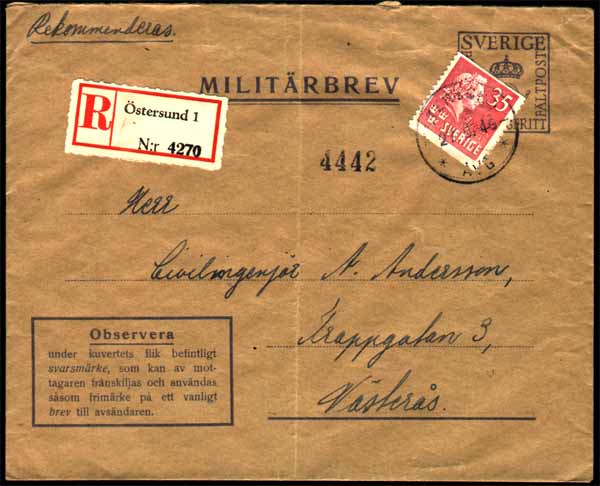 Rekommenderas.
SVERIGE
FÄLTPOST
MILITÄRBREV
35
SVERIGE
AVG
R
Östersund 1
N:r 4270
4442
Herr
Civilingenjör N. Andersson,
Trappgatan 3,
Västerås.
Observera
under kuvertets flik befintligt
svarsmärke, som kan av mot-
tagaren frånskiljas och användas
såsom frimärke på ett vanligt
brev till avsändaren.